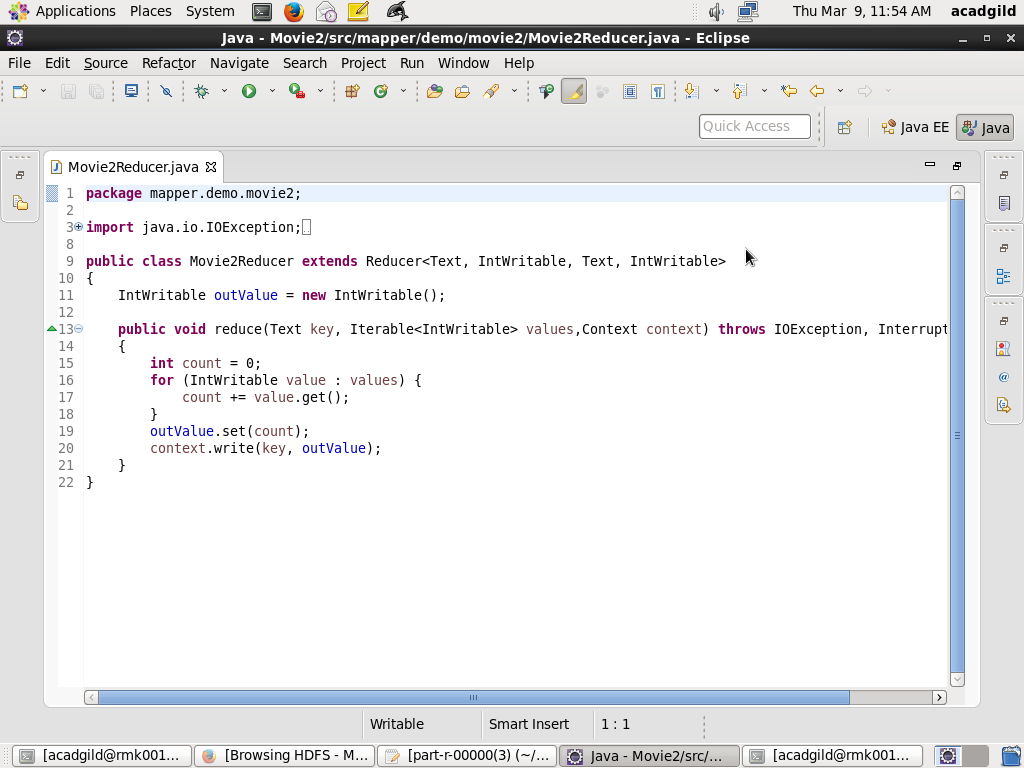 Applications Places System Thu Mar 9, 11:54 AM acadgild
Java - Movie2/src/mapper/demo/movie2/Movie2Reducer.java - Eclipse
File Edit Source Refactor Navigate Search Project Run Window Help
Quick Access Java EE Java
Movie2Reducer.java
1 package mapper.demo.movie2;
2
3 import java.io.IOException;
8
9 public class Movie2Reducer extends Reducer<Text, IntWritable, Text, IntWritable>
10 {
11 IntWritable outValue = new IntWritable();
12
13 public void reduce(Text key, Iterable<IntWritable> values,Context context) throws IOException, Interrupt
14 {
15 int count = 0;
16 for (IntWritable value : values) {
17 count += value.get();
18 }
19 outValue.set(count);
20 context.write(key, outValue);
21 }
22 }
Writable Smart Insert 1 : 1
[acadgild@rmk001... [Browsing HDFS - M... [part-r-00000(3) (~/... Java - Movie2/src/... [acadgild@rmk001...